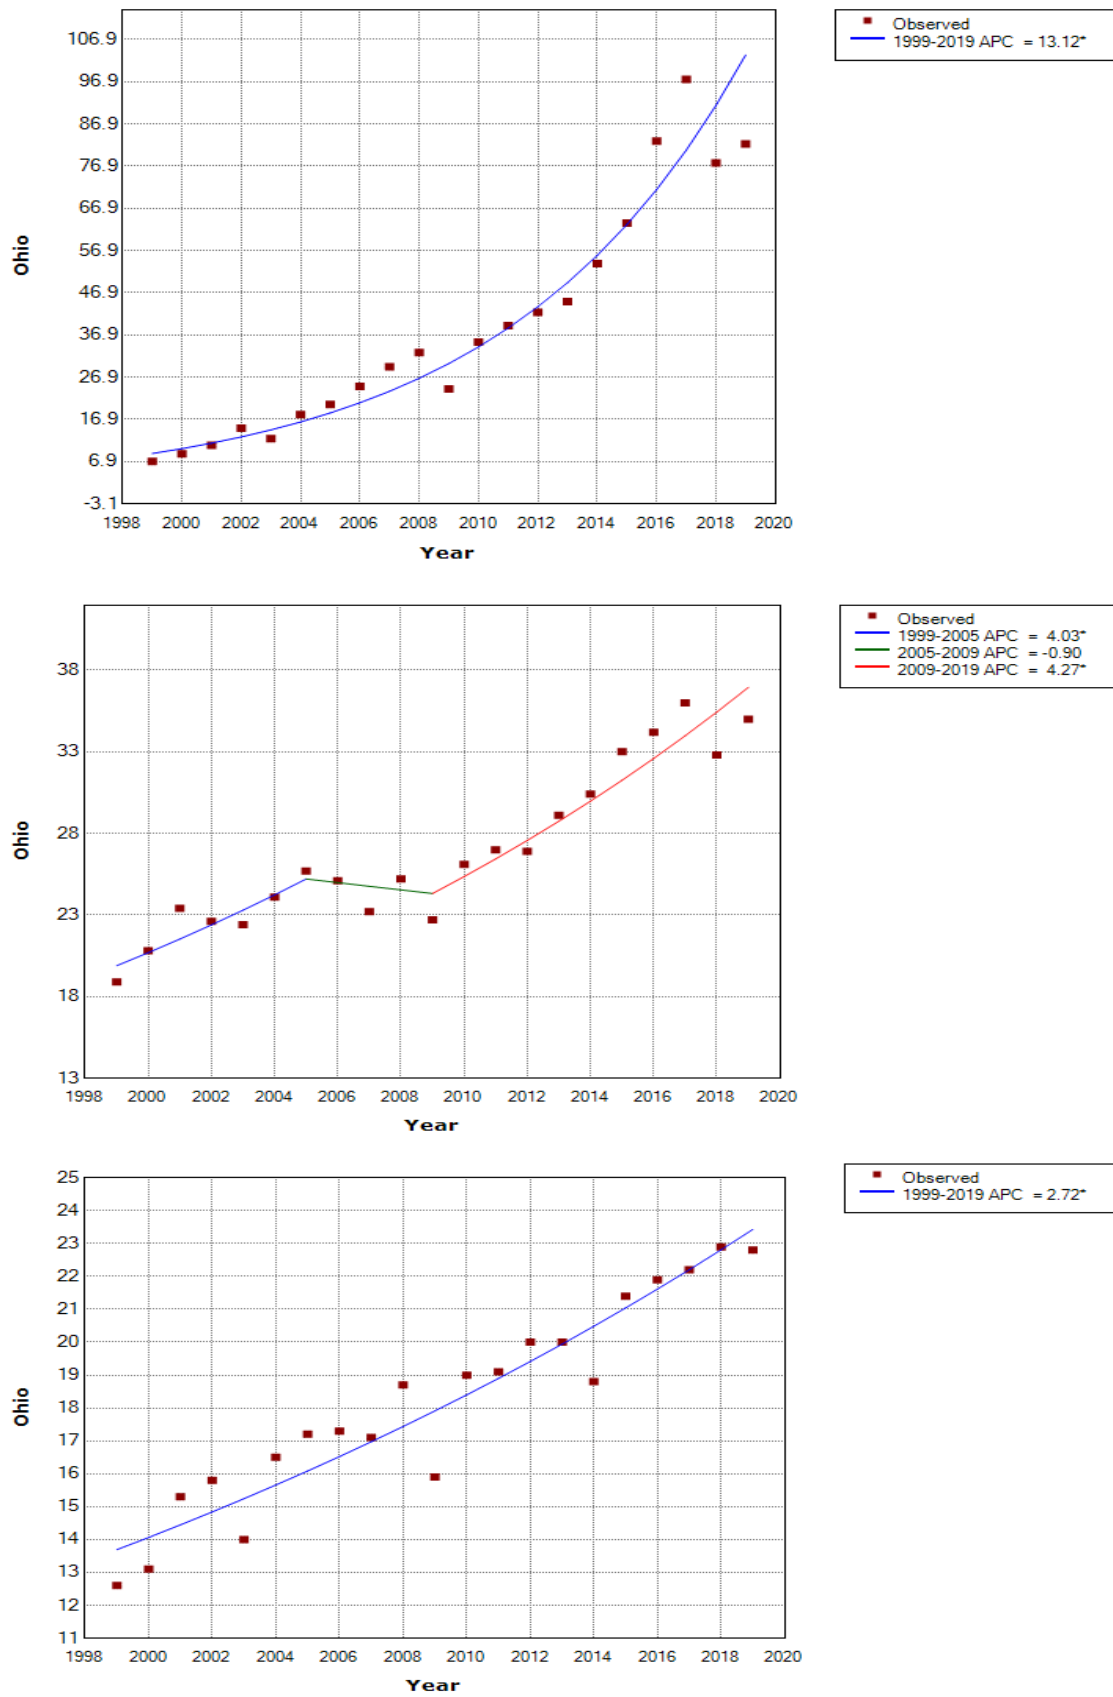 Observed
1999-2019 APC = 13.12*
106.9
96.9
86.9
76.9
66.9
56.9
46.9
36.9
26.9
16.9
6.9
-3.1
Ohio
1998 2000 2002 2004 2006 2008 2010 2012 2014 2016 2018 2020
Year
Observed
1999-2005 APC = 4.03*
2005-2009 APC = -0.90
2009-2019 APC = 4.27*
38
33
28
23
18
13
Ohio
1998 2000 2002 2004 2006 2008 2010 2012 2014 2016 2018 2020
Year
Observed
1999-2019 APC = 2.72*
25
24
23
22
21
20
19
18
17
16
15
14
13
12
11
Ohio
1998 2000 2002 2004 2006 2008 2010 2012 2014 2016 2018 2020
Year